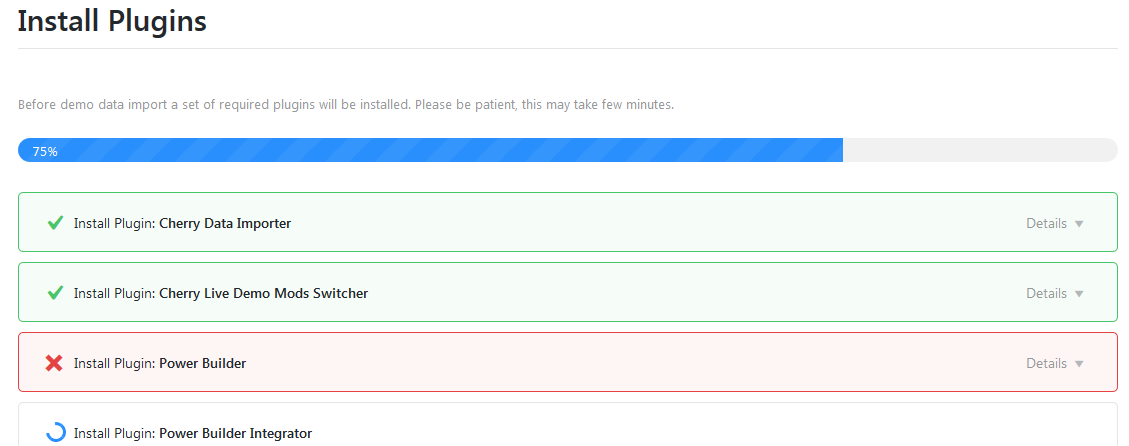 Install Plugins
Before demo data import a set of required plugins will be installed. Please be patient, this may take few minutes.
75%
Install Plugin: Cherry Data Importer Details
Install Plugin: Cherry Live Demo Mods Switcher Details
Install Plugin: Power Builder Details
Install Plugin: Power Builder Integrator